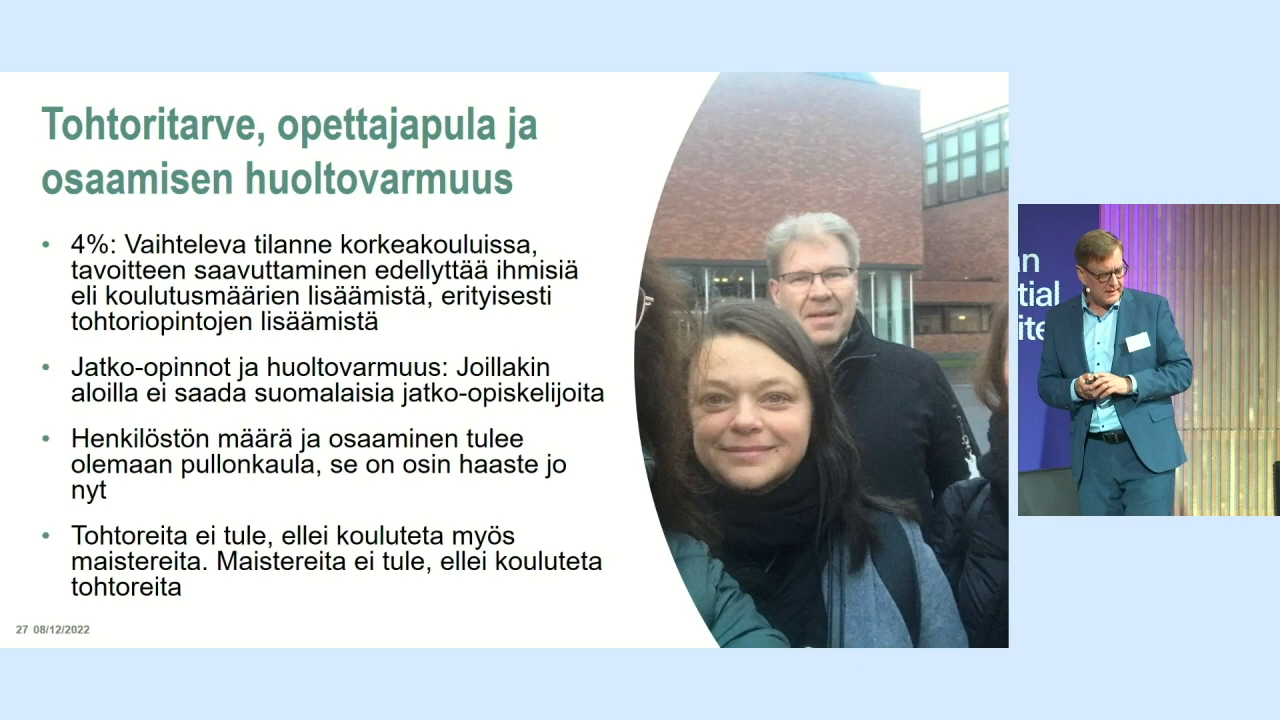 Tohtoritarve, opettajapula ja
osaamisen huoltovarmuus
• 4%: Vaihteleva tilanne korkeakouluissa,
tavoitteen saavuttaminen edellyttää ihmisiä
eli koulutusmäärien lisäämistä, erityisesti
tohtoriopintojen lisäämistä
• Jatko-opinnot ja huoltovarmuus: Joillakin
aloilla ei saada suomalaisia jatko-opiskelijoita
• Henkilöstön määrä ja osaaminen tulee
olemaan pullonkaula, se on osin haaste jo
nyt
• Tohtoreita ei tule, ellei kouluteta myös
maistereita. Maistereita ei tule, ellei kouluteta
tohtoreita
27 08/12/2022
an
tial
ite